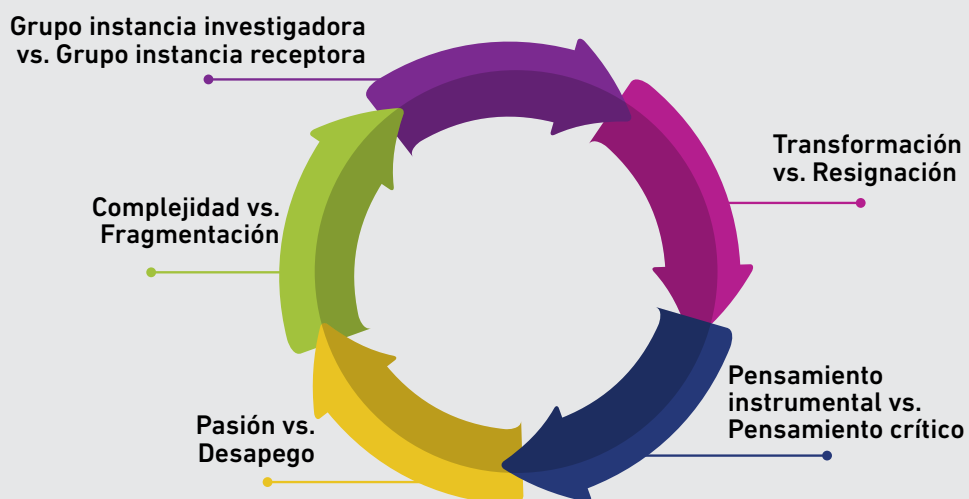 Grupo instancia investigadora
vs. Grupo instancia receptora
Transformación
vs. Resignación
Complejidad vs.
Fragmentación
Pensamiento
instrumental vs.
Pensamiento crítico
Pasión vs.
Desapego